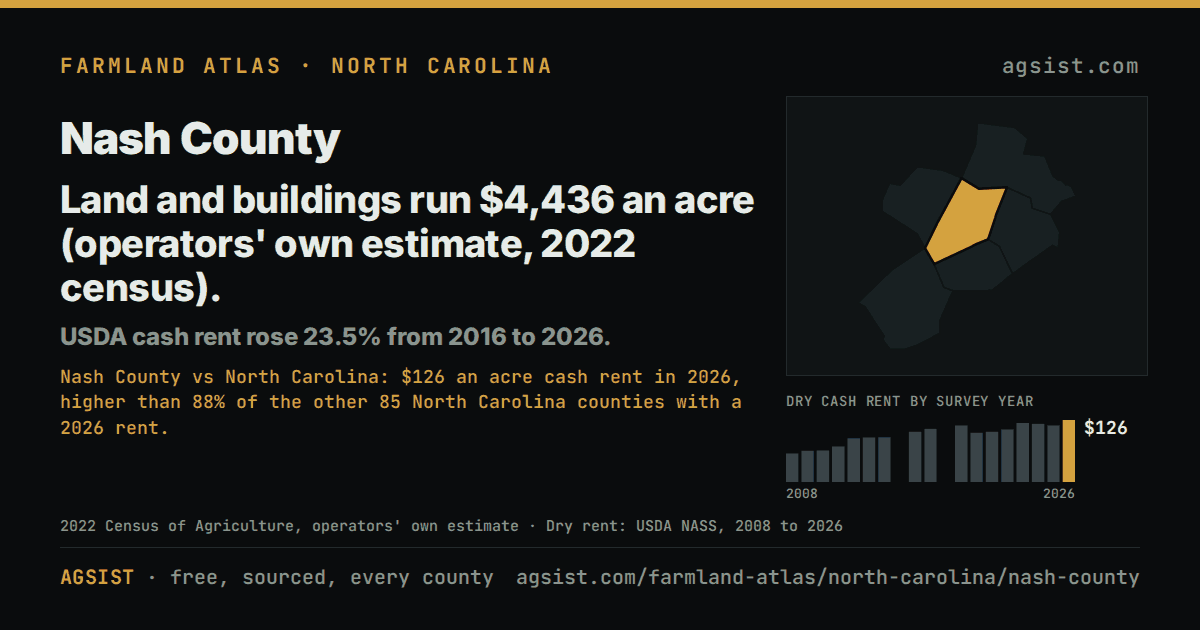 FARMLAND ATLAS · NORTH CAROLINA
agsist.com
Nash County
Land and buildings run $4,436 an acre
(operators' own estimate, 2022
census).
USDA cash rent rose 23.5% from 2016 to 2026.
Nash County vs North Carolina: $126 an acre cash rent in 2026,
higher than 88% of the other 85 North Carolina counties with a
2026 rent.
DRY CASH RENT BY SURVEY YEAR
$126
2008
2026
2022 Census of Agriculture, operators' own estimate · Dry rent: USDA NASS, 2008 to 2026
AGSIST · free, sourced, every county
agsist.com/farmland-atlas/north-carolina/nash-county